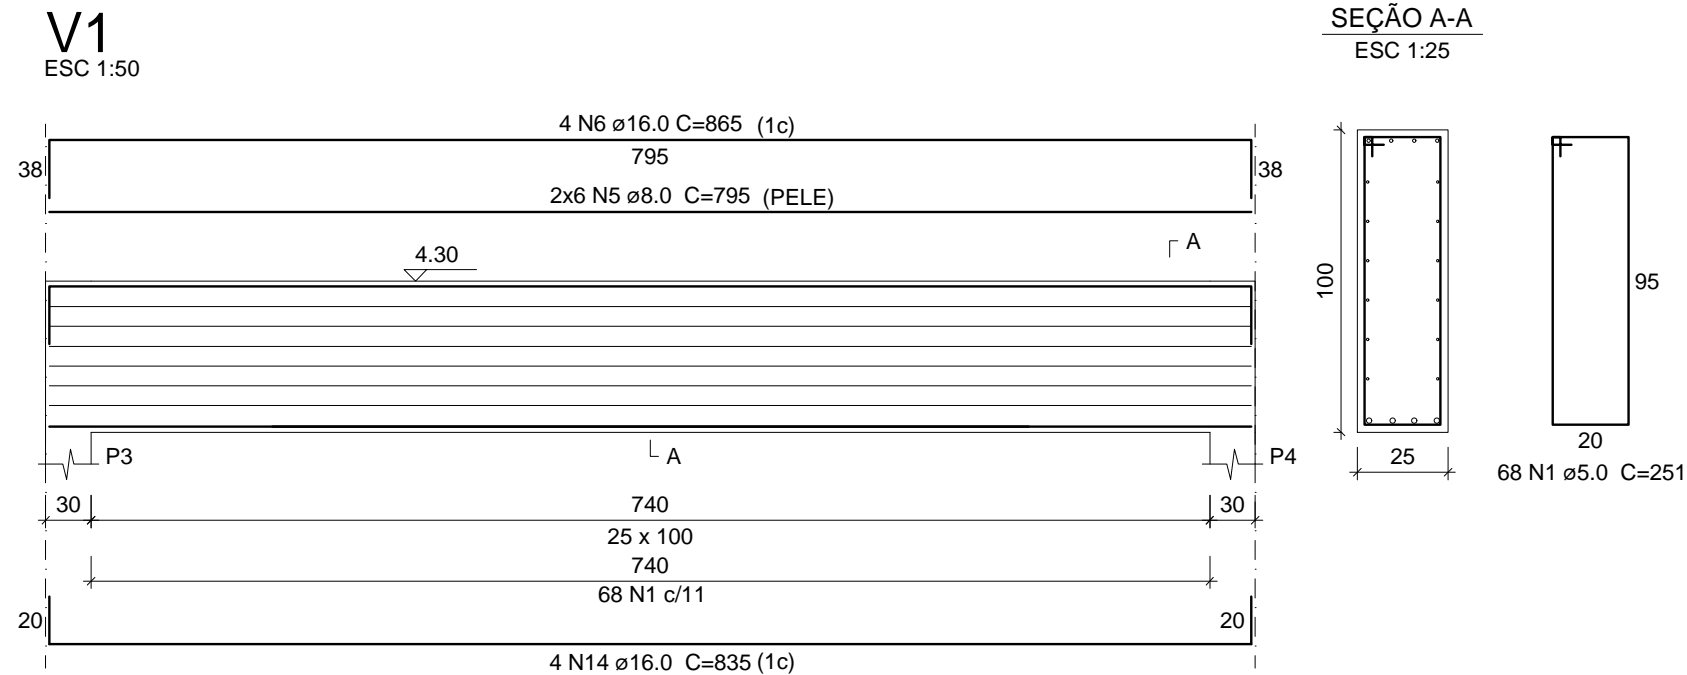 V1
ESC 1:50
SEÇÃO A-A
ESC 1:25
4 N6 ø16.0 C=865 (1c)
38
795
38
2x6 N5 ø8.0 C=795 (PELE)
A
4.30
100
95
P3
A
P4
25
20
68 N1 ø5.0 C=251
30
740
30
25 x 100
740
68 N1 c/11
20
20
4 N14 ø16.0 C=835 (1c)